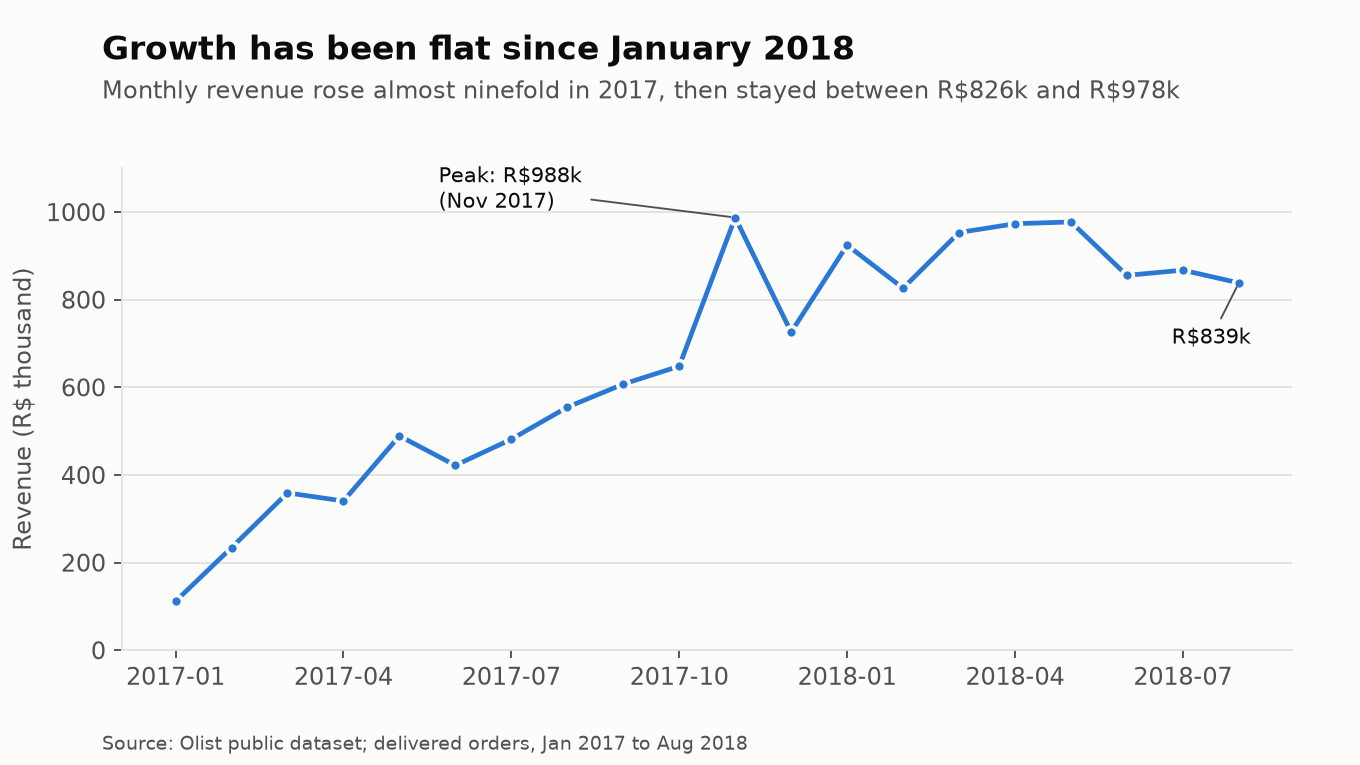 Growth has been flat since January 2018
Monthly revenue rose almost ninefold in 2017, then stayed between R$826k and R$978k
Peak: R$988k
(Nov 2017)
R$839k
Revenue (R$ thousand)
1000
800
600
400
200
0
2017-01
2017-04
2017-07
2017-10
2018-01
2018-04
2018-07
Source: Olist public dataset; delivered orders, Jan 2017 to Aug 2018